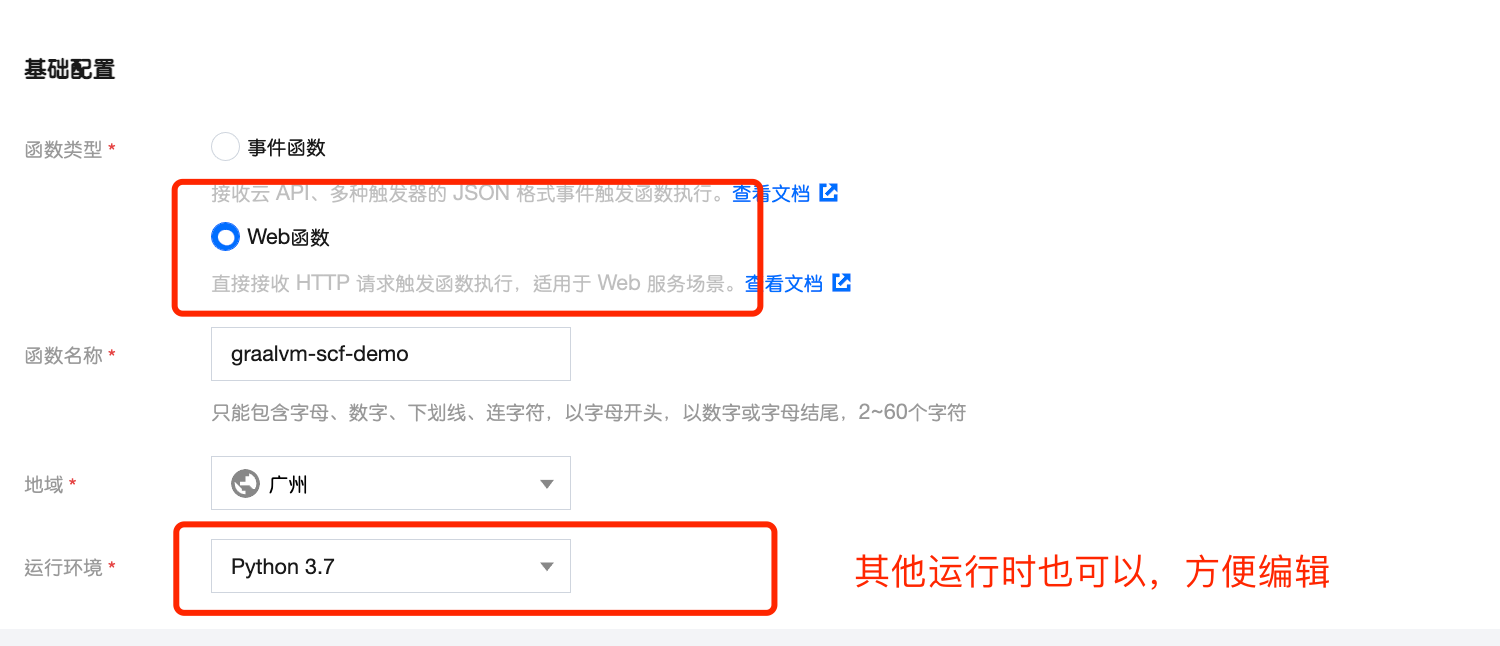 基础配置
函数类型 *
事件函数
接收云 API、多种触发器的 JSON 格式事件触发函数执行。查看文档
Web函数
直接接收 HTTP 请求触发函数执行，适用于 Web 服务场景。查看文档
函数名称 *
graalvm-scf-demo
只能包含字母、数字、下划线、连字符，以字母开头，以数字或字母结尾，2~60个字符
地域 *
广州
运行环境 *
Python 3.7
其他运行时也可以，方便编辑